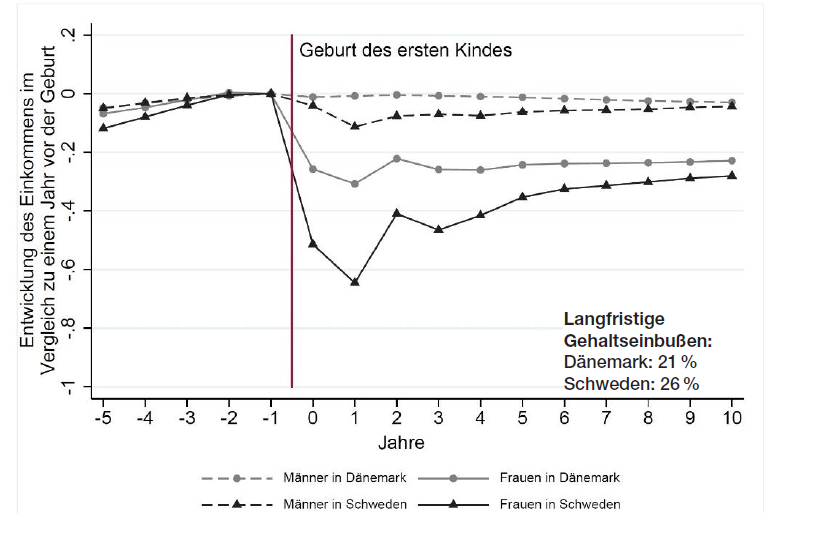 Entwicklung des Einkommens im
Vergleich zu einem Jahr vor der Geburt
.2
0
-.2
-.4
-.6
-.8
-1
Geburt des ersten Kindes
Langfristige
Gehaltseinbußen:
Dänemark: 21 %
Schweden: 26 %
-5 -4 -3 -2 -1 0 1 2 3 4 5 6 7 8 9 10
Jahre
Männer in Dänemark Frauen in Dänemark
Männer in Schweden Frauen in Schweden